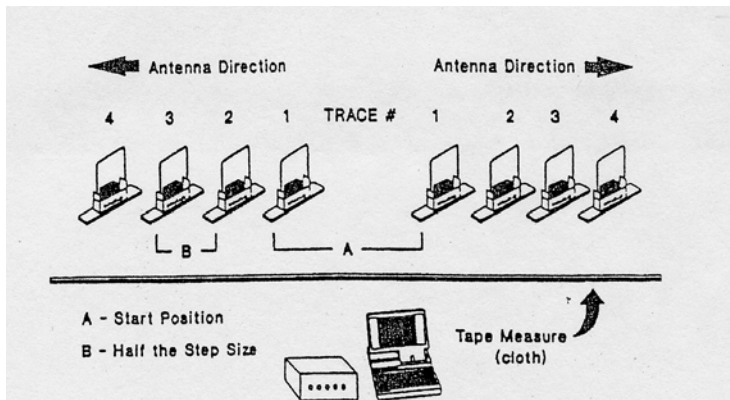 Antenna Direction Antenna Direction
4 3 2 1 TRACE # 1 2 3 4
B A
A - Start Position
B - Half the Step Size
Tape Measure
(cloth)